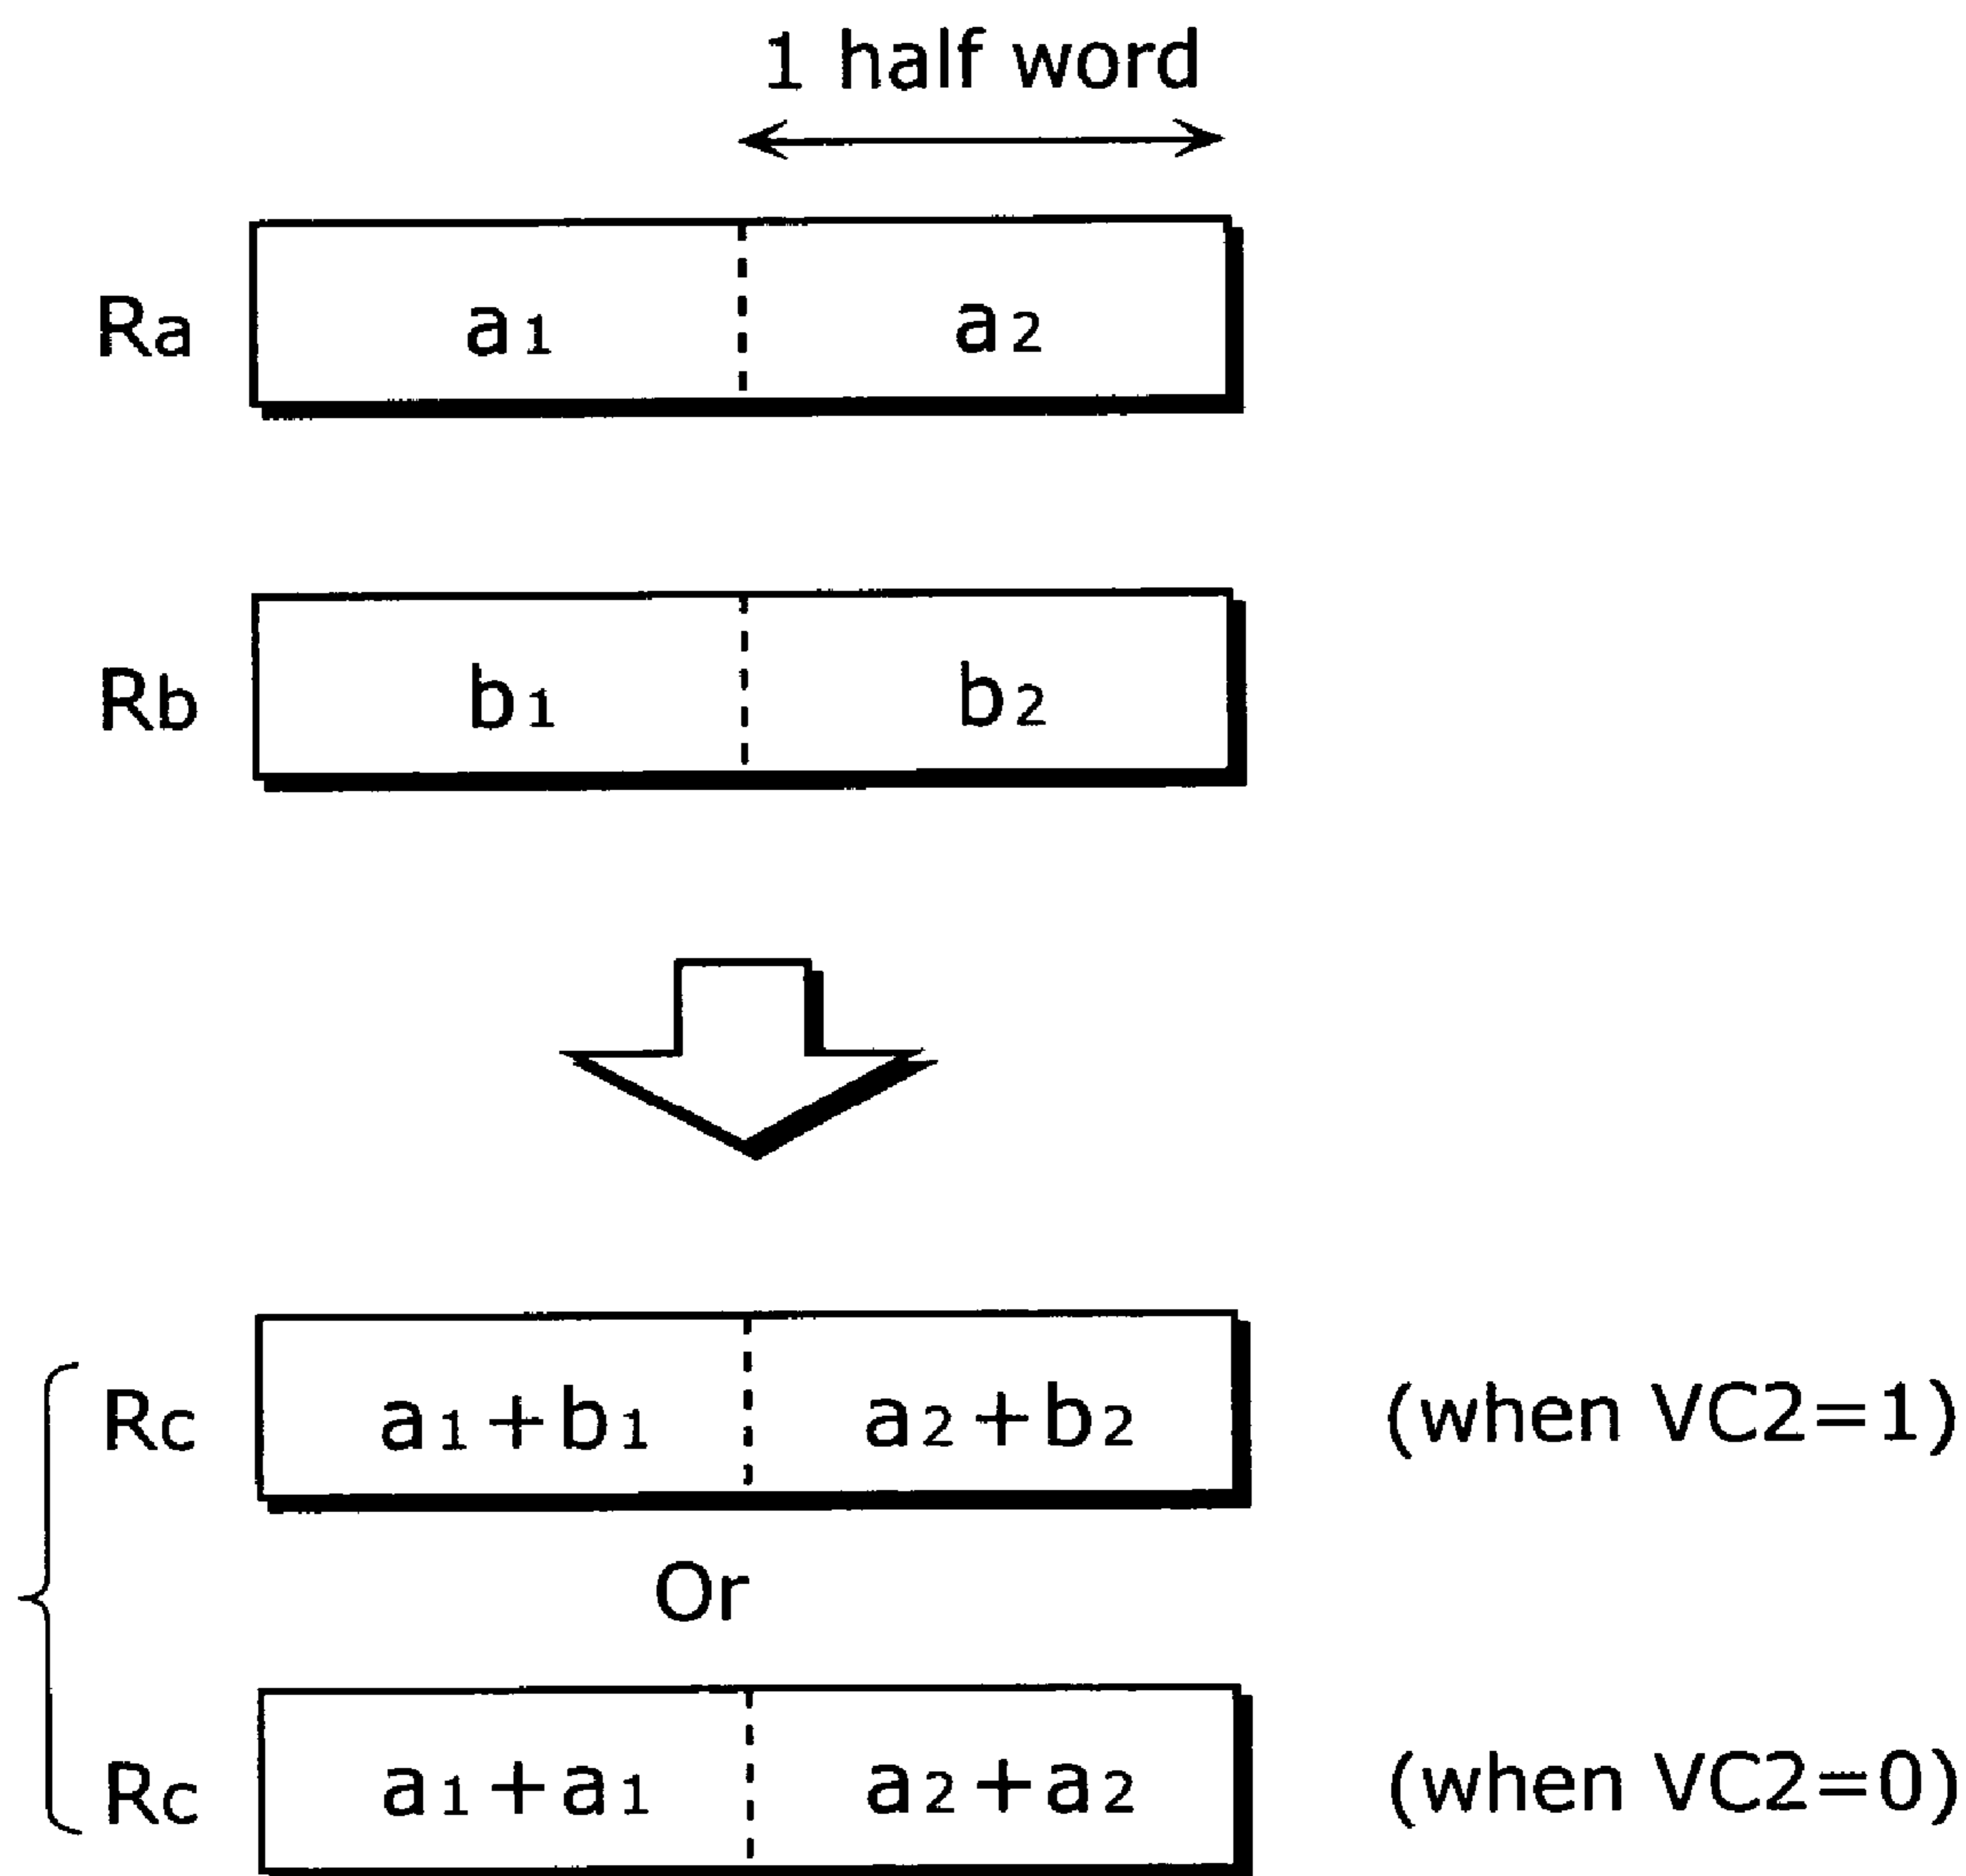 1 half word
Ra a1 a2
Rb b1 b2
Rc a1+b1 a2+b2 (when VC2=1)
Or
Rc a1+a1 a2+a2 (when VC2=0)